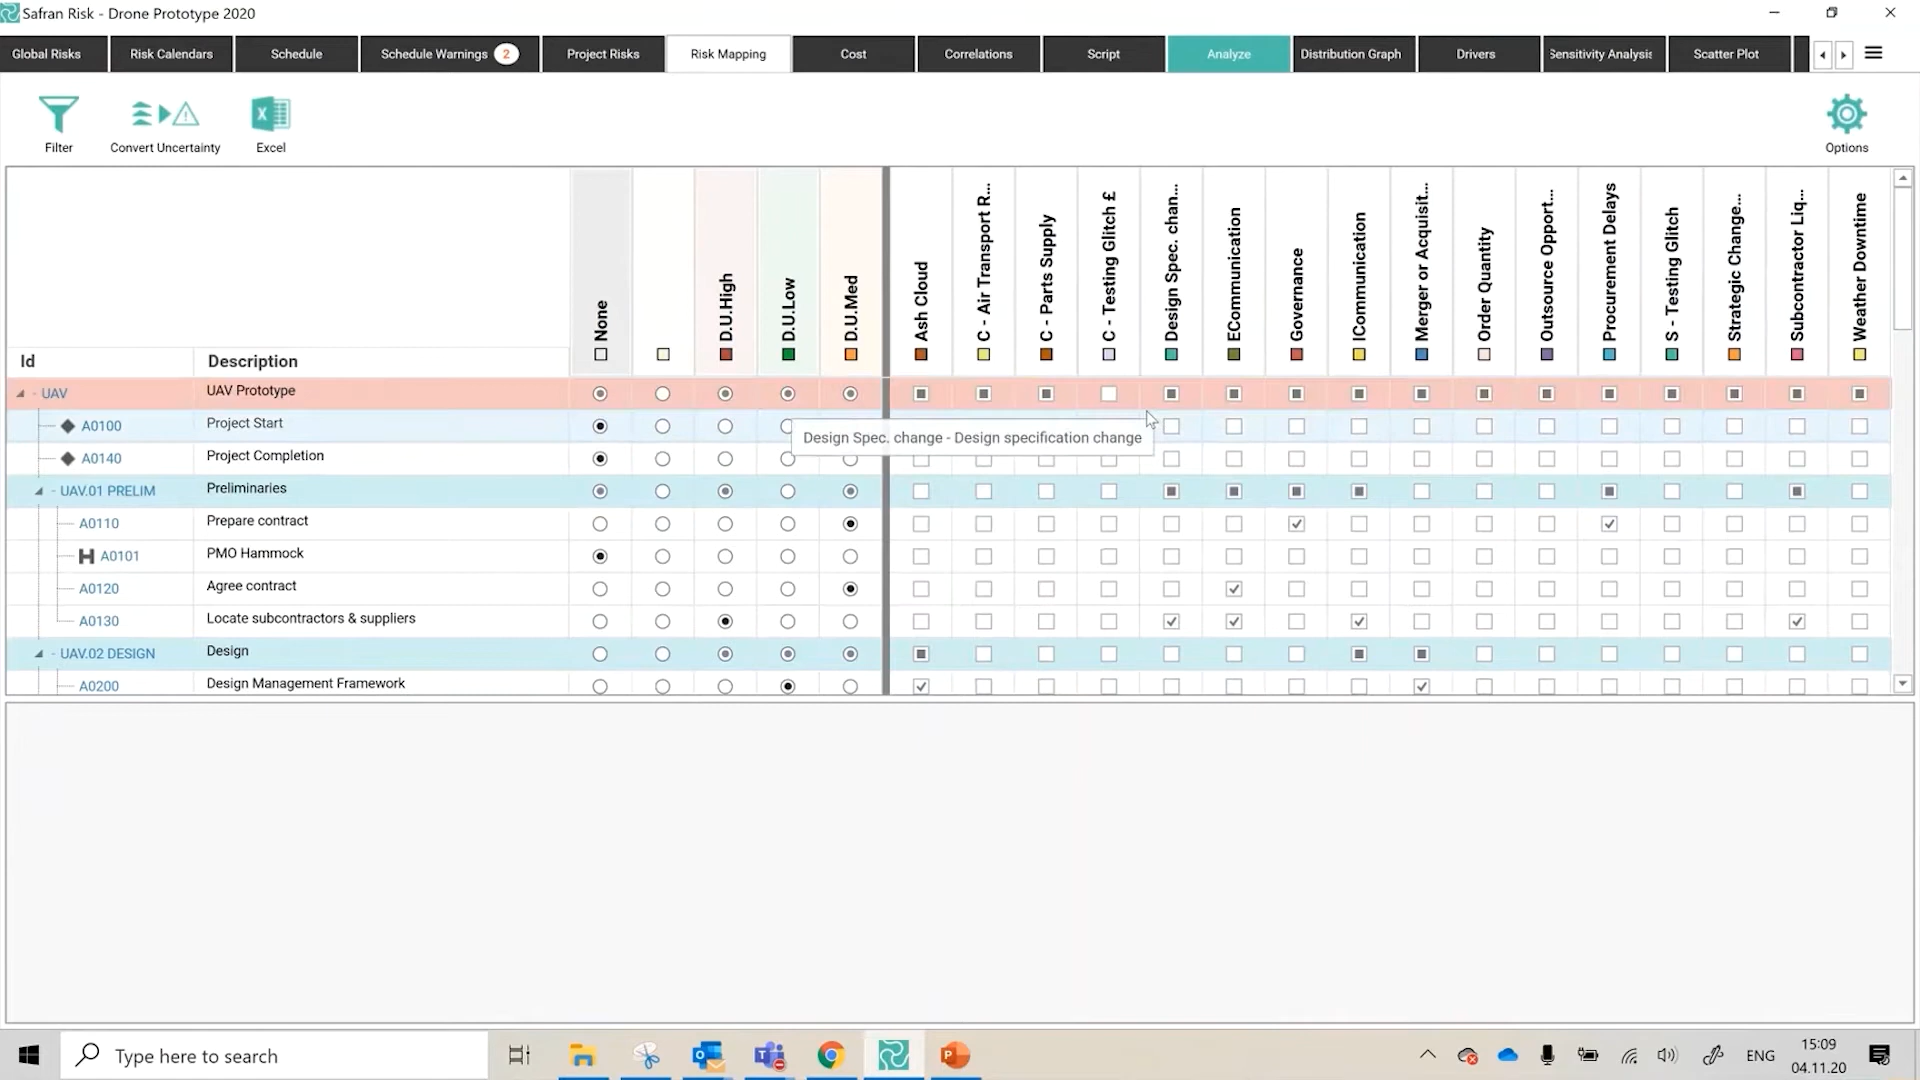 Safran Risk - Drone Prototype 2020
Global Risks
Risk Calendars
Schedule
Schedule Warnings 2
Project Risks
Risk Mapping
Cost
Correlations
Script
Analyze
Distribution Graph
Drivers
Sensitivity Analysis
Scatter Plot
Filter
Convert Uncertainty
Excel
Options
Id
Description
None
D.U.High
D.U.Low
D.U.Med
Ash Cloud
C - Air Transport R...
C - Parts Supply
C - Testing Glitch £
Design Spec. chan...
ECommunication
Governance
ICommunication
Merger or Acquisit...
Order Quantity
Outsource Opport...
Procurement Delays
S - Testing Glitch
Strategic Change...
Subcontractor Liq...
Weather Downtime
UAV UAV Prototype
A0100 Project Start
Design Spec. change - Design specification change
A0140 Project Completion
UAV.01 PRELIM Preliminaries
A0110 Prepare contract
A0101 PMO Hammock
A0120 Agree contract
A0130 Locate subcontractors & suppliers
UAV.02 DESIGN Design
A0200 Design Management Framework
Type here to search
ENG
15:09
04.11.20